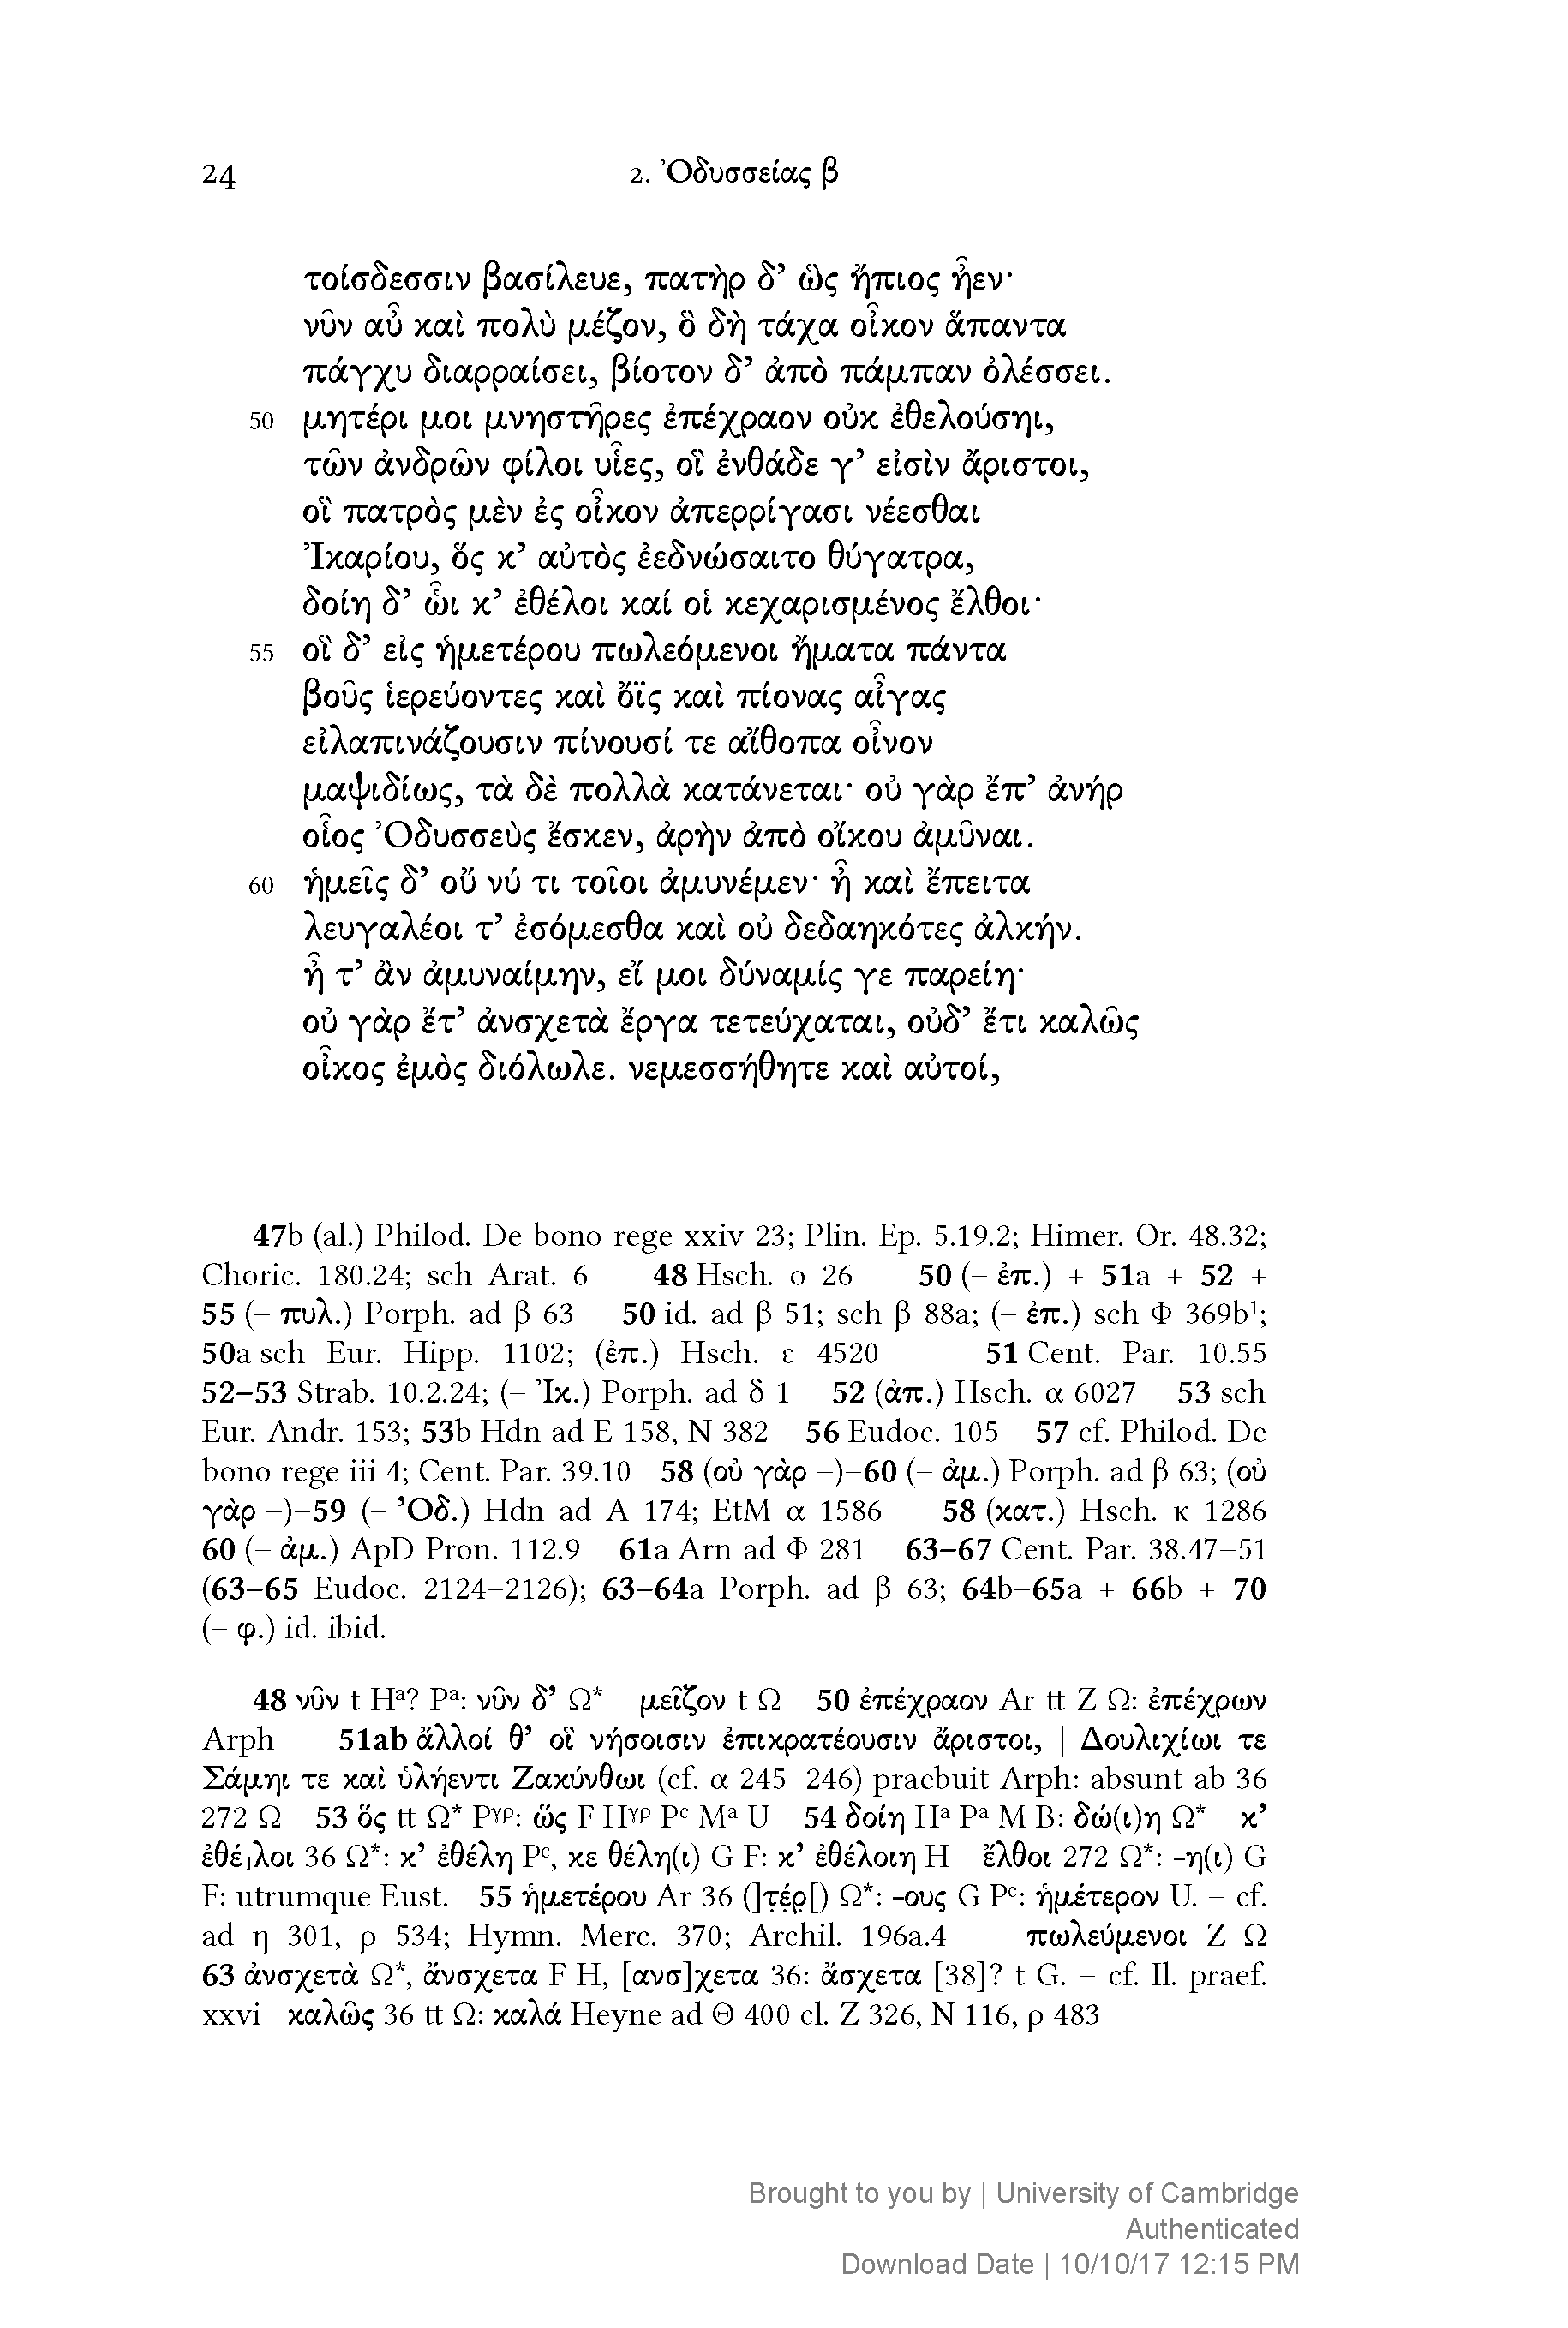 24 2. Ὀδυσσείας β
τοίσδεσσιν βασίλευε, πατὴρ δ’ ὣς ἤπιος ἦεν·
νῦν αὖ καὶ πολὺ μέζον, ὃ δὴ τάχα οἶκον ἅπαντα
πάγχυ διαρραίσει, βίοτον δ’ ἀπὸ πάμπαν ὀλέσσει.
50 μητέρι μοι μνηστῆρες ἐπέχραον οὐκ ἐθελούσηι,
τῶν ἀνδρῶν φίλοι υἷες, οἳ ἐνθάδε γ’ εἰσὶν ἄριστοι,
οἳ πατρὸς μὲν ἐς οἶκον ἀπερρίγασι νέεσθαι
Ἰκαρίου, ὅς κ’ αὐτὸς ἐεδνώσαιτο θύγατρα,
δοίη δ’ ὧι κ’ ἐθέλοι καί οἱ κεχαρισμένος ἔλθοι·
55 οἳ δ’ εἰς ἡμετέρου πωλεόμενοι ἤματα πάντα
βοῦς ἱερεύοντες καὶ ὄϊς καὶ πίονας αἶγας
εἰλαπινάζουσιν πίνουσί τε αἴθοπα οἶνον
μαψιδίως, τὰ δὲ πολλὰ κατάνεται· οὐ γὰρ ἔπ’ ἀνήρ
οἷος Ὀδυσσεὺς ἔσκεν, ἀρὴν ἀπὸ οἴκου ἀμῦναι.
60 ἡμεῖς δ’ οὔ νύ τι τοῖοι ἀμυνέμεν· ἦ καὶ ἔπειτα
λευγαλέοι τ’ ἐσόμεσθα καὶ οὐ δεδαηκότες ἀλκήν.
ἦ τ’ ἂν ἀμυναίμην, εἴ μοι δύναμίς γε παρείη·
οὐ γὰρ ἔτ’ ἀνσχετὰ ἔργα τετεύχαται, οὐδ’ ἔτι καλῶς
οἶκος ἐμὸς διόλωλε. νεμεσσήθητε καὶ αὐτοί,
47b (al.) Philod. De bono rege xxiv 23; Plin. Ep. 5.19.2; Himer. Or. 48.32;
Choric. 180.24; sch Arat. 6 48 Hsch. ο 26 50 (– ἐπ.) + 51a + 52 +
55 (– πυλ.) Porph. ad β 63 50 id. ad β 51; sch β 88a; (– ἐπ.) sch Φ 369b¹;
50a sch Eur. Hipp. 1102; (ἐπ.) Hsch. ε 4520 51 Cent. Par. 10.55
52–53 Strab. 10.2.24; (– Ἰκ.) Porph. ad δ 1 52 (ἀπ.) Hsch. α 6027 53 sch
Eur. Andr. 153; 53b Hdn ad Ε 158, Ν 382 56 Eudoc. 105 57 cf. Philod. De
bono rege iii 4; Cent. Par. 39.10 58 (οὐ γὰρ –)–60 (– ἀμ.) Porph. ad β 63; (οὐ
γὰρ –)–59 (– Ὀδ.) Hdn ad Α 174; EtM α 1586 58 (κατ.) Hsch. κ 1286
60 (– ἀμ.) ApD Pron. 112.9 61a Arn ad Φ 281 63–67 Cent. Par. 38.47–51
(63–65 Eudoc. 2124–2126); 63–64a Porph. ad β 63; 64b–65a + 66b + 70
(– φ.) id. ibid.
48 νῦν t Hᵃ? Pᵃ: νῦν δ’ Ω* μεῖζον t Ω 50 ἐπέχραον Ar tt Z Ω: ἐπέχρων
Arph 51ab ἄλλοί θ’ οἳ νήσοισιν ἐπικρατέουσιν ἄριστοι, | Δουλιχίωι τε
Σάμηι τε καὶ ὑλήεντι Ζακύνθωι (cf. α 245–246) praebuit Arph: absunt ab 36
272 Ω 53 ὅς tt Ω* Pᵞᵖ: ὥς F Hᵞᵖ Pᶜ Mᵃ U 54 δοίη Hᵃ Pᵃ M B: δώ(ι)η Ω* κ’
ἐθέ⌟λοι 36 Ω*: κ’ ἐθέλη Pᶜ, κε θέλη(ι) G F: κ’ ἐθέλοιη H ἔλθοι 272 Ω*: -η(ι) G
F: utrumque Eust. 55 ἡμετέρου Ar 36 (]τ̣έρ̣[) Ω*: -ους G Pᶜ: ἡμέτερον U. – cf.
ad η 301, ρ 534; Hymn. Merc. 370; Archil. 196a.4 πωλεύμενοι Z Ω
63 ἀνσχετὰ Ω*, ἄνσχετα F H, [ανσ]χετα 36: ἄσχετα [38]? t G. – cf. Il. praef.
xxvi καλῶς 36 tt Ω: καλά Heyne ad Θ 400 cl. Ζ 326, Ν 116, ρ 483
Brought to you by | University of Cambridge
Authenticated
Download Date | 10/10/17 12:15 PM